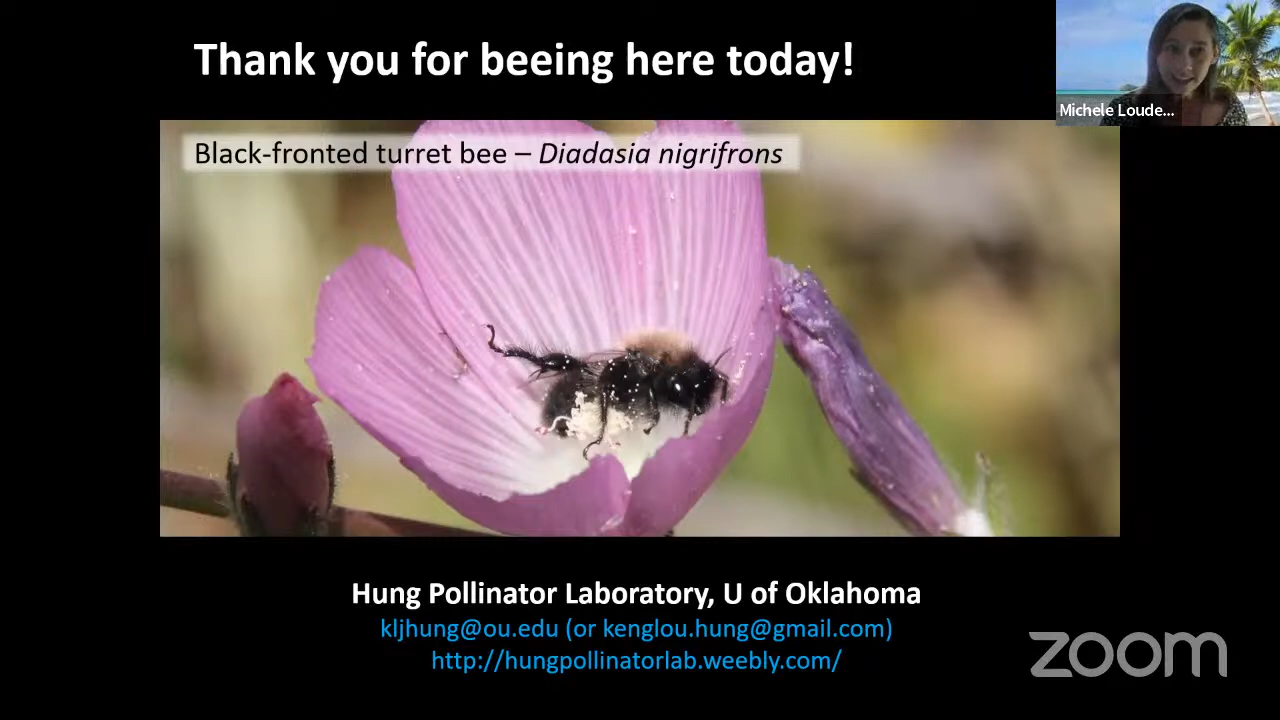 Thank you for beeing here today!
Michele Loude...
Black-fronted turret bee – Diadasia nigrifrons
Hung Pollinator Laboratory, U of Oklahoma
kljhung@ou.edu (or kenglou.hung@gmail.com)
http://hungpollinatorlab.weebly.com/
zoom